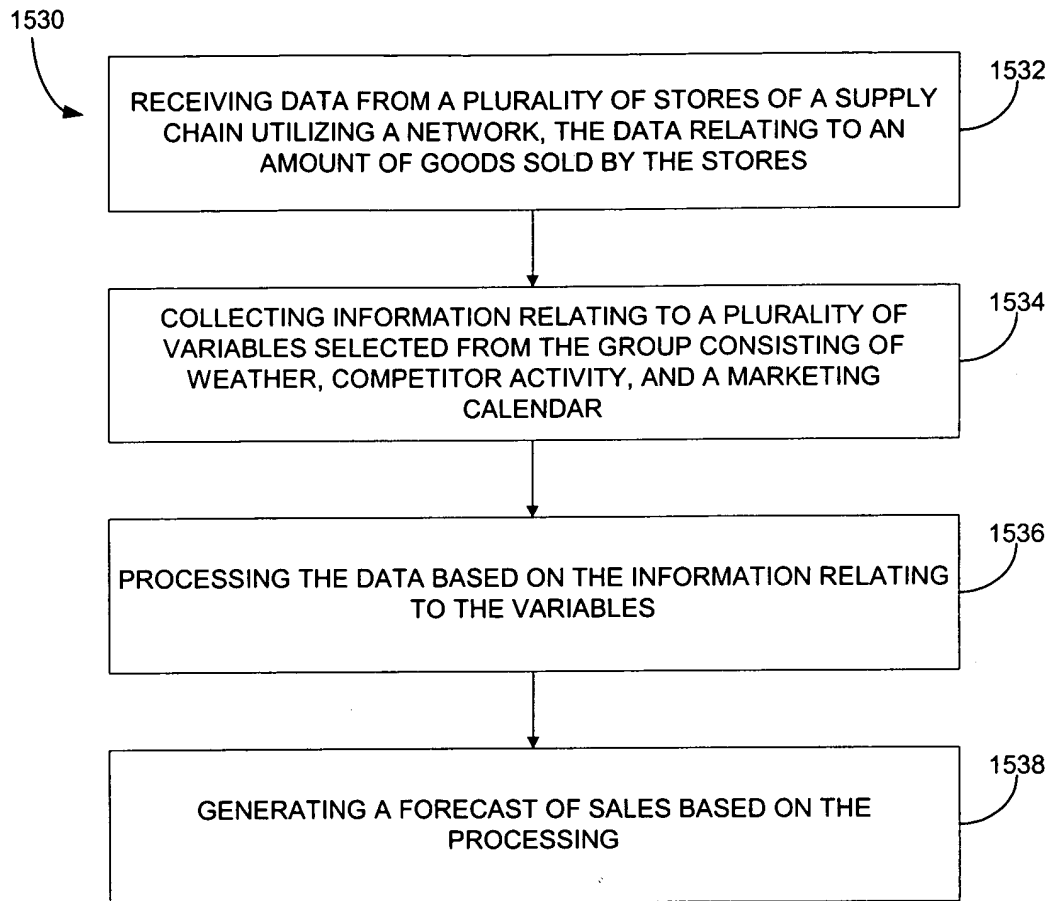 1530
1532
RECEIVING DATA FROM A PLURALITY OF STORES OF A SUPPLY
CHAIN UTILIZING A NETWORK, THE DATA RELATING TO AN
AMOUNT OF GOODS SOLD BY THE STORES
1534
COLLECTING INFORMATION RELATING TO A PLURALITY OF
VARIABLES SELECTED FROM THE GROUP CONSISTING OF
WEATHER, COMPETITOR ACTIVITY, AND A MARKETING
CALENDAR
1536
PROCESSING THE DATA BASED ON THE INFORMATION RELATING
TO THE VARIABLES
1538
GENERATING A FORECAST OF SALES BASED ON THE
PROCESSING